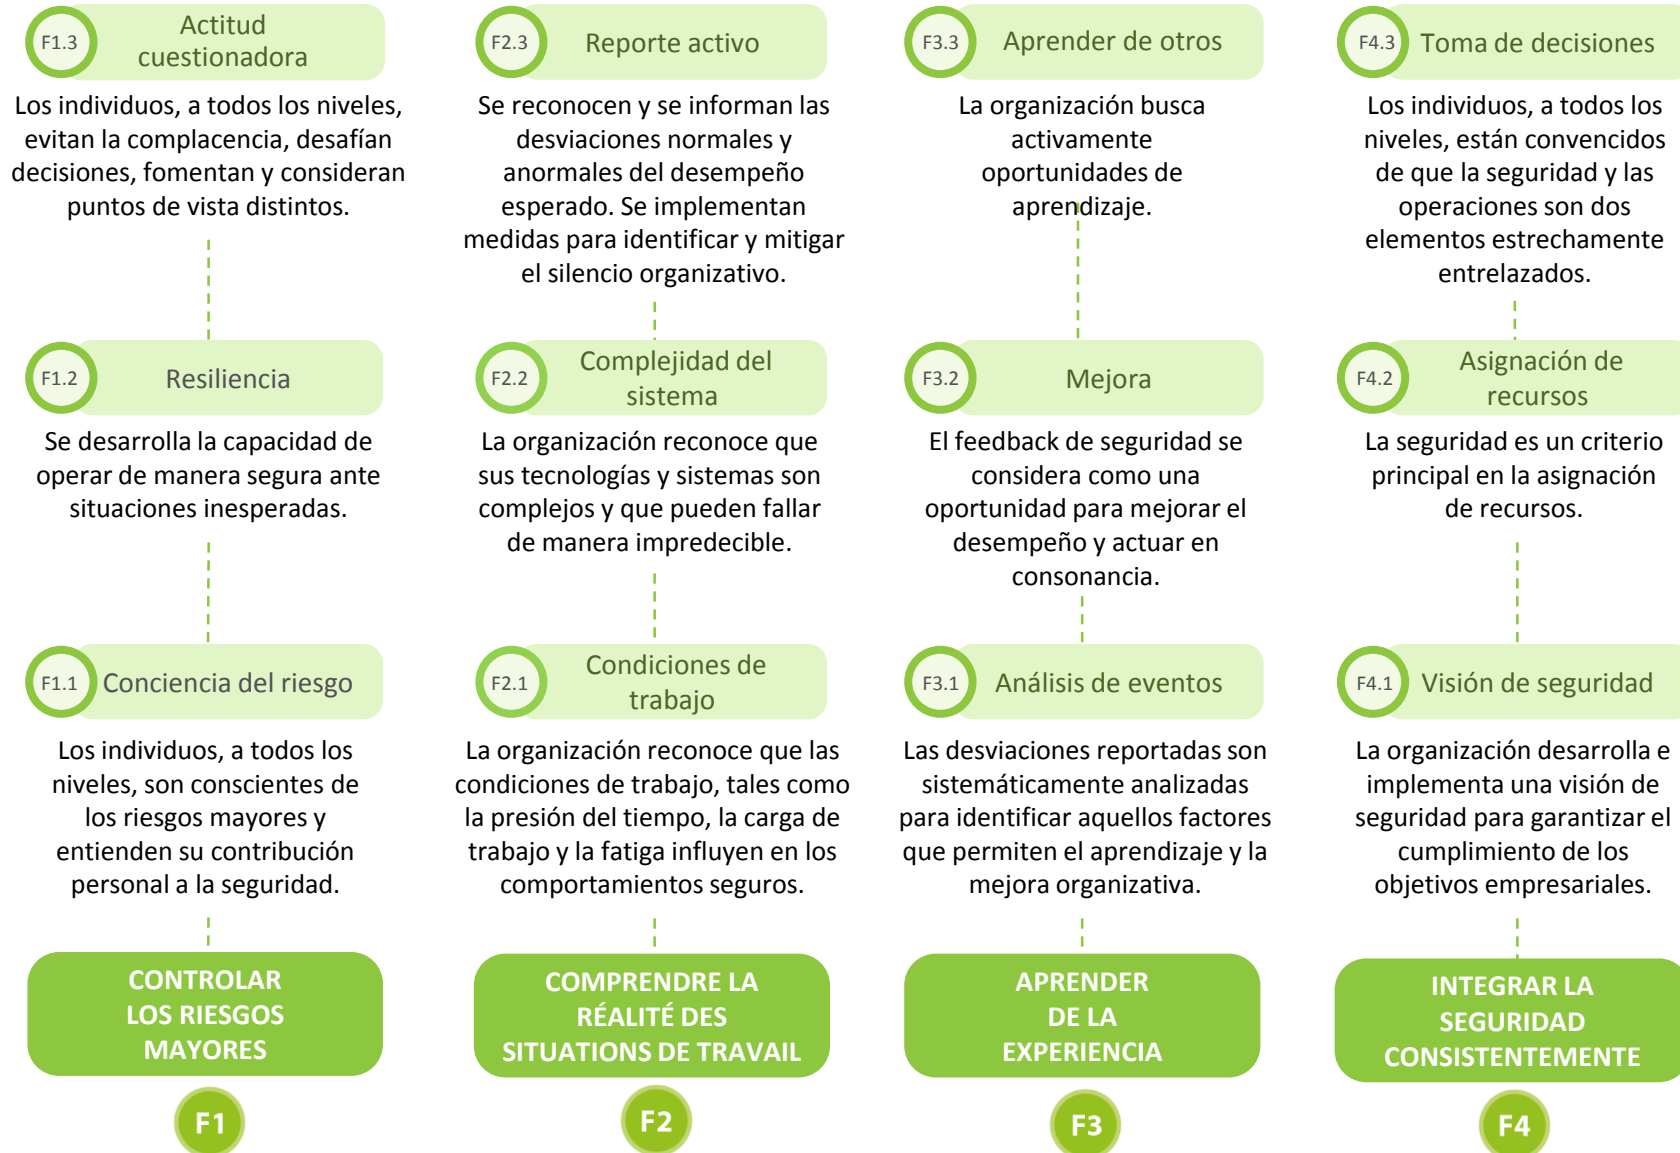 F1.3
Actitud
cuestionadora
Los individuos, a todos los niveles,
evitan la complacencia, desafían
decisiones, fomentan y consideran
puntos de vista distintos.
F1.2
Resiliencia
Se desarrolla la capacidad de
operar de manera segura ante
situaciones inesperadas.
F1.1
Conciencia del riesgo
Los individuos, a todos los
niveles, son conscientes de
los riesgos mayores y
entienden su contribución
personal a la seguridad.
CONTROLAR
LOS RIESGOS
MAYORES
F1
F2.3
Reporte activo
Se reconocen y se informan las
desviaciones normales y
anormales del desempeño
esperado. Se implementan
medidas para identificar y mitigar
el silencio organizativo.
F2.2
Complejidad del
sistema
La organización reconoce que
sus tecnologías y sistemas son
complejos y que pueden fallar
de manera impredecible.
F2.1
Condiciones de
trabajo
La organización reconoce que las
condiciones de trabajo, tales como
la presión del tiempo, la carga de
trabajo y la fatiga influyen en los
comportamientos seguros.
COMPRENDRE LA
RÉALITÉ DES
SITUATIONS DE TRAVAIL
F2
F3.3
Aprender de otros
La organización busca
activamente
oportunidades de
aprendizaje.
F3.2
Mejora
El feedback de seguridad se
considera como una
oportunidad para mejorar el
desempeño y actuar en
consonancia.
F3.1
Análisis de eventos
Las desviaciones reportadas son
sistemáticamente analizadas
para identificar aquellos factores
que permiten el aprendizaje y la
mejora organizativa.
APRENDER
DE LA
EXPERIENCIA
F3
F4.3
Toma de decisiones
Los individuos, a todos los
niveles, están convencidos
de que la seguridad y las
operaciones son dos
elementos estrechamente
entrelazados.
F4.2
Asignación de
recursos
La seguridad es un criterio
principal en la asignación
de recursos.
F4.1
Visión de seguridad
La organización desarrolla e
implementa una visión de
seguridad para garantizar el
cumplimiento de los
objetivos empresariales.
INTEGRAR LA
SEGURIDAD
CONSISTENTEMENTE
F4